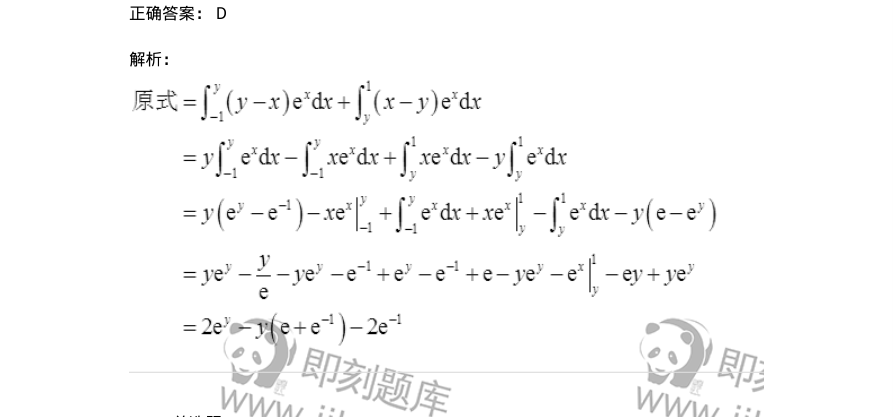 正确答案： D
解析：
原式 = ∫_{-1}^{y} (y − x)e^x dx + ∫_{y}^{1} (x − y)e^x dx
= y∫_{-1}^{y} e^x dx − ∫_{-1}^{y} xe^x dx + ∫_{y}^{1} xe^x dx − y∫_{y}^{1} e^x dx
= y(e^y − e^{−1}) − xe^x|_{-1}^{y} + ∫_{-1}^{y} e^x dx + xe^x|_{y}^{1} − ∫_{y}^{1} e^x dx − y(e − e^y)
= ye^y − y/e − ye^y − e^{−1} + e^y − e^{−1} + e − ye^y − e^x|_{y}^{1} − ey + ye^y
= 2e^y − y(e + e^{−1}) − 2e^{−1}
即刻题库
即刻